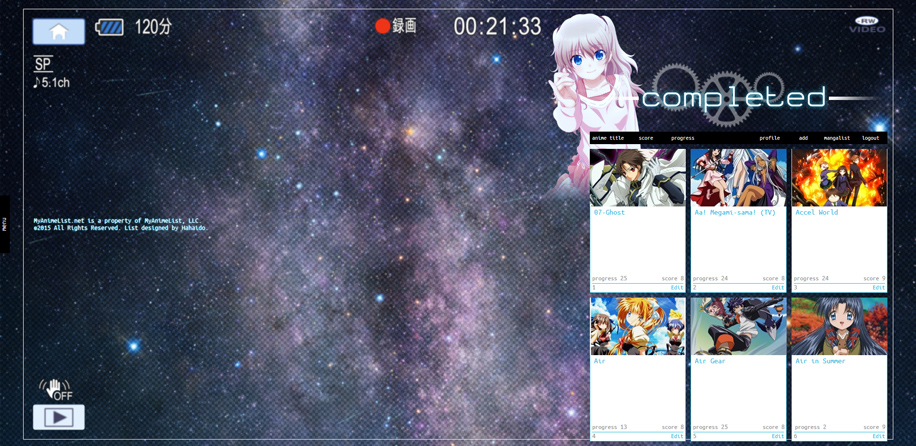 120分
録画
00:21:33
FLW
VIDEO
SP
♪5:1ch
completed
anime title score progress profile add mangalist logout
menu
MyAnimeList.net is a property of MyAnimeList, LLC.
©2015 All Rights Reserved. List designed by Hahaido.
07-Ghost
progress 25 score 8
1 Edit
Aa! Megami-sama! (TV)
progress 24 score 8
2 Edit
Accel World
progress 24 score 9
3 Edit
Air
progress 13 score 8
4 Edit
Air Gear
progress 25 score 8
5 Edit
Air in Summer
progress 2 score 9
6 Edit
OFF